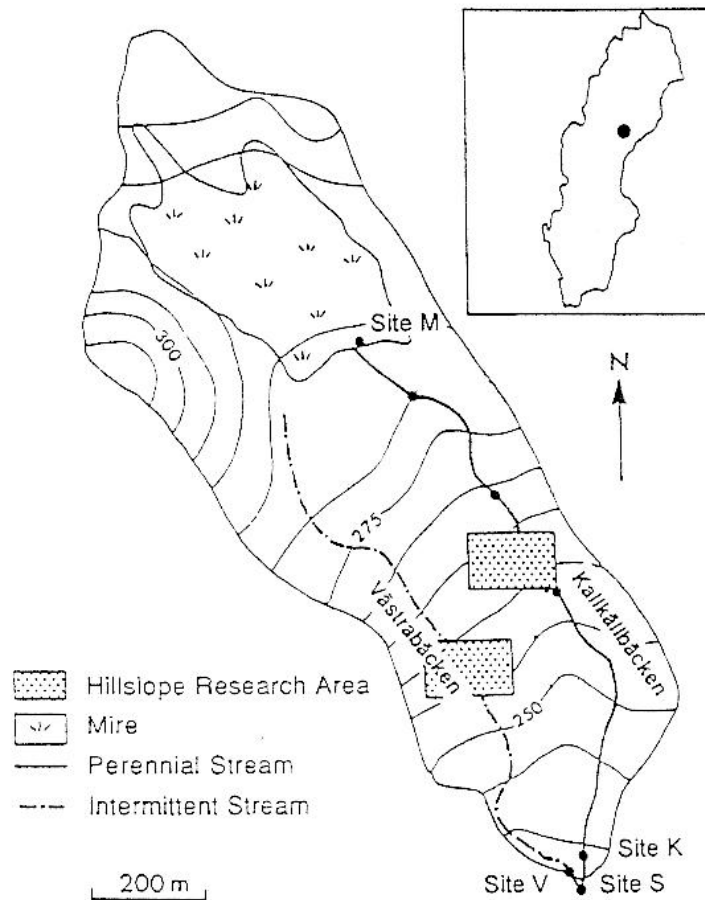 Site M
N
300
275
Västrabäcken
Kallkällbäcken
250
Hillslope Research Area
Mire
Perennial Stream
Intermittent Stream
200 m
Site K
Site V
Site S